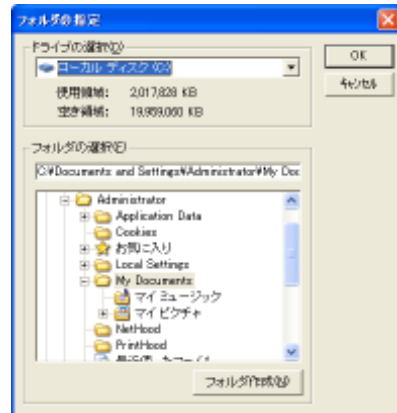 フォルダの指定
ドライブの選択(D)
ローカル ディスク (C:)
OK
キャンセル
使用領域: 2,017,828 KB
空き領域: 19,959,060 KB
フォルダの選択(F)
C:¥Documents and Settings¥Administrator¥My Doc
Administrator
Application Data
Cookies
お気に入り
Local Settings
My Documents
マイ ミュージック
マイ ピクチャ
NetHood
PrintHood
フォルダ作成(N)